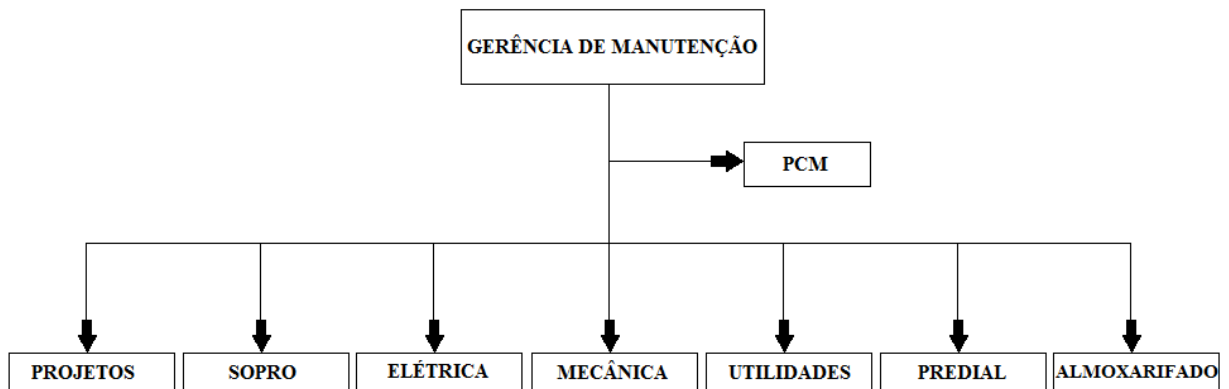 GERÊNCIA DE MANUTENÇÃO
PCM
PROJETOS
SOPRO
ELÉTRICA
MECÂNICA
UTILIDADES
PREDIAL
ALMOXARIFADO